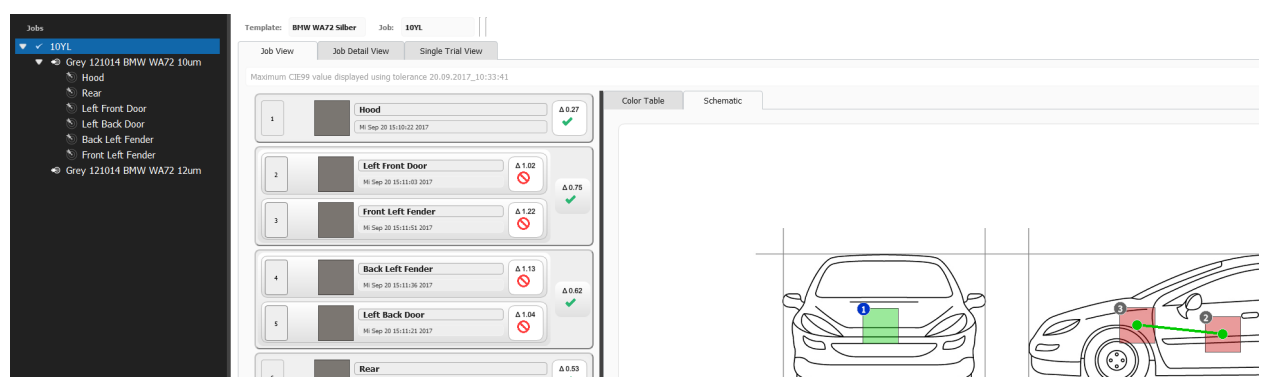 Jobs
10YL
Grey 121014 BMW WA72 10um
Hood
Rear
Left Front Door
Left Back Door
Back Left Fender
Front Left Fender
Grey 121014 BMW WA72 12um
Template: BMW WA72 Silber Job: 10YL
Job View Job Detail View Single Trial View
Maximum CIE99 value displayed using tolerance 20.09.2017_10:33:41
1 Hood Δ 0.27
Mi Sep 20 15:10:22 2017
2 Left Front Door Δ 1.02
Mi Sep 20 15:11:03 2017
Δ 0.75
3 Front Left Fender Δ 1.22
Mi Sep 20 15:11:51 2017
4 Back Left Fender Δ 1.13
Mi Sep 20 15:11:36 2017
Δ 0.62
5 Left Back Door Δ 1.04
Mi Sep 20 15:11:21 2017
Rear Δ 0.53
Color Table Schematic
1
3
2